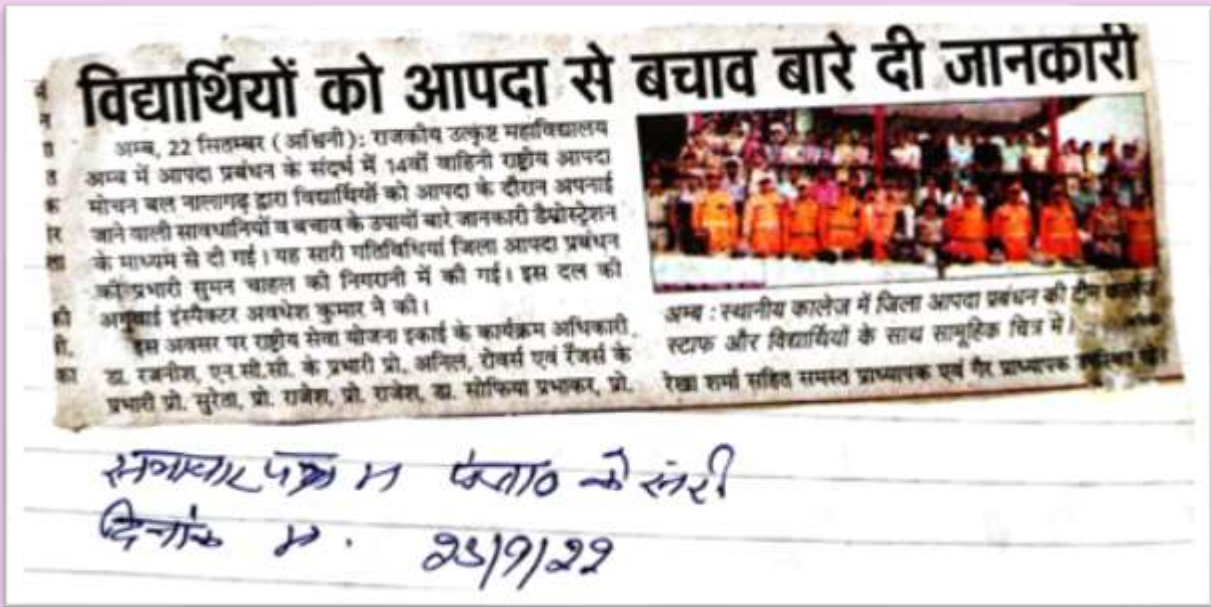 विद्यार्थियों को आपदा से बचाव बारे दी जानकारी
अम्ब, 22 सितम्बर (अश्विनी): राजकीय उत्कृष्ट महाविद्यालय
अम्ब में आपदा प्रबंधन के संदर्भ में 14वीं वाहिनी राष्ट्रीय आपदा
मोचन बल नालागढ़ द्वारा विद्यार्थियों को आपदा के दौरान अपनाई
जाने वाली सावधानियों व बचाव के उपायों बारे जानकारी डैमोस्ट्रेशन
के माध्यम से दी गई। यह सारी गतिविधियां जिला आपदा प्रबंधन
की प्रभारी सुमन चाहल की निगरानी में की गई। इस दल की
अगुवाई इंस्पैक्टर अवधेश कुमार ने की।
इस अवसर पर राष्ट्रीय सेवा योजना इकाई के कार्यक्रम अधिकारी
डा. रजनीश, एन.सी.सी. के प्रभारी प्रो. अनिल, रोवर्स एवं रेंजर्स के
प्रभारी प्रो. सुरेता, प्रो. राजेश, प्रो. राजेश, डा. सोफिया प्रभाकर, प्रो.
अम्ब : स्थानीय कालेज में जिला आपदा प्रबंधन की टीम कालेज
स्टाफ और विद्यार्थियों के साथ सामूहिक चित्र में।
रेखा शर्मा सहित समस्त प्राध्यापक एवं गैर प्राध्यापक
समाचार पत्र म पंजाब केसरी
दिनांक म. 23/9/22